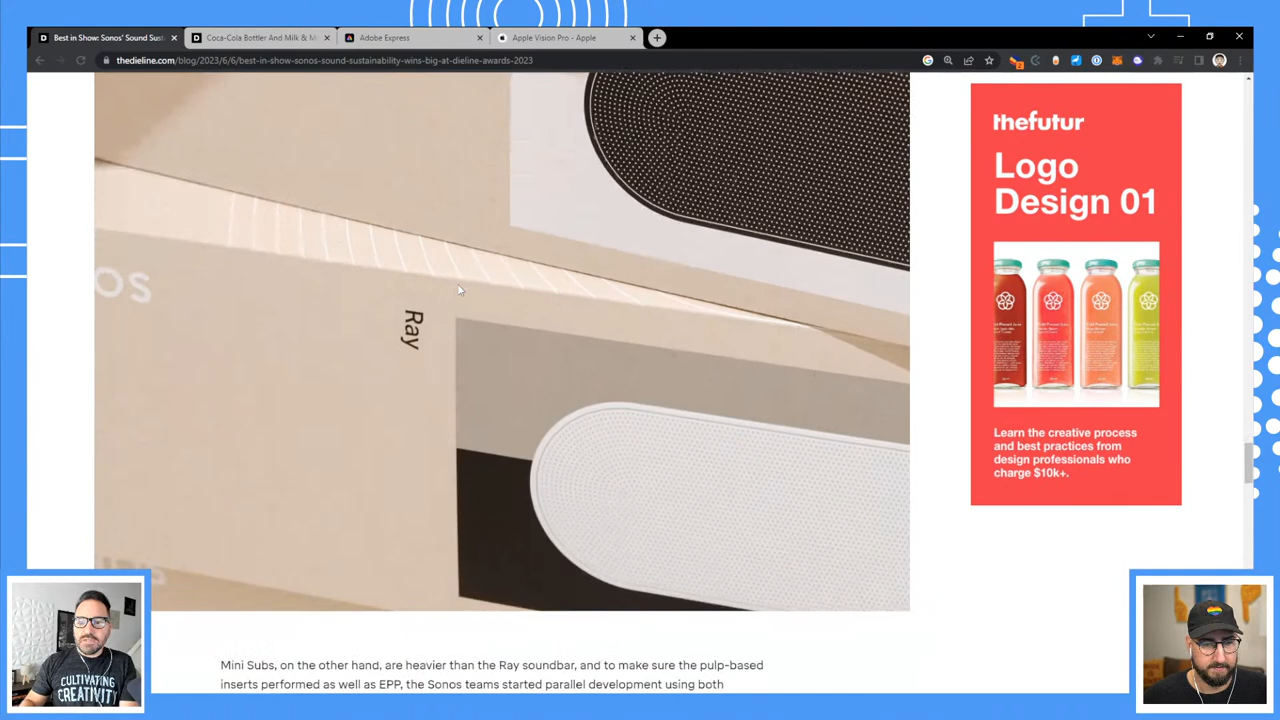 Best in Show: Sonos' Sound Sust
Coca-Cola Bottler And Milk & M
Adobe Express
Apple Vision Pro - Apple
thedieline.com/blog/2023/6/6/best-in-show-sonos-sound-sustainability-wins-big-at-dieline-awards-2023
thefutur
Logo
Design 01
Learn the creative process
and best practices from
design professionals who
charge $10k+.
os
Ray
Mini Subs, on the other hand, are heavier than the Ray soundbar, and to make sure the pulp-based
inserts performed as well as EPP, the Sonos teams started parallel development using both
CULTIVATING
CREATIVITY